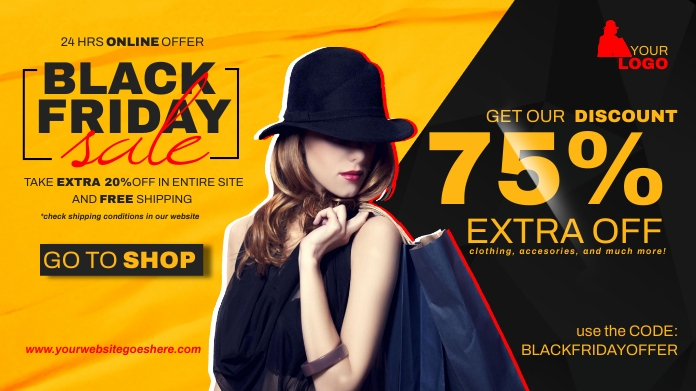 24 HRS ONLINE OFFER
BLACK
FRIDAY
sale
TAKE EXTRA 20%OFF IN ENTIRE SITE
AND FREE SHIPPING
*check shipping conditions in our website
GO TO SHOP
www.yourwebsitegoeshere.com
YOUR
LOGO
GET OUR DISCOUNT
75%
EXTRA OFF
clothing, accesories, and much more!
use the CODE:
BLACKFRIDAYOFFER